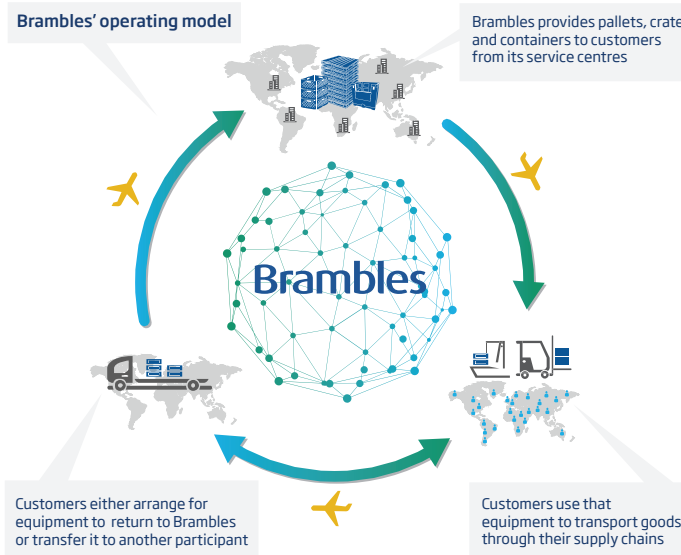 Brambles' operating model
Brambles provides pallets, crate
and containers to customers
from its service centres
Brambles
Customers either arrange for
equipment to return to Brambles
or transfer it to another participant
Customers use that
equipment to transport goods
through their supply chains